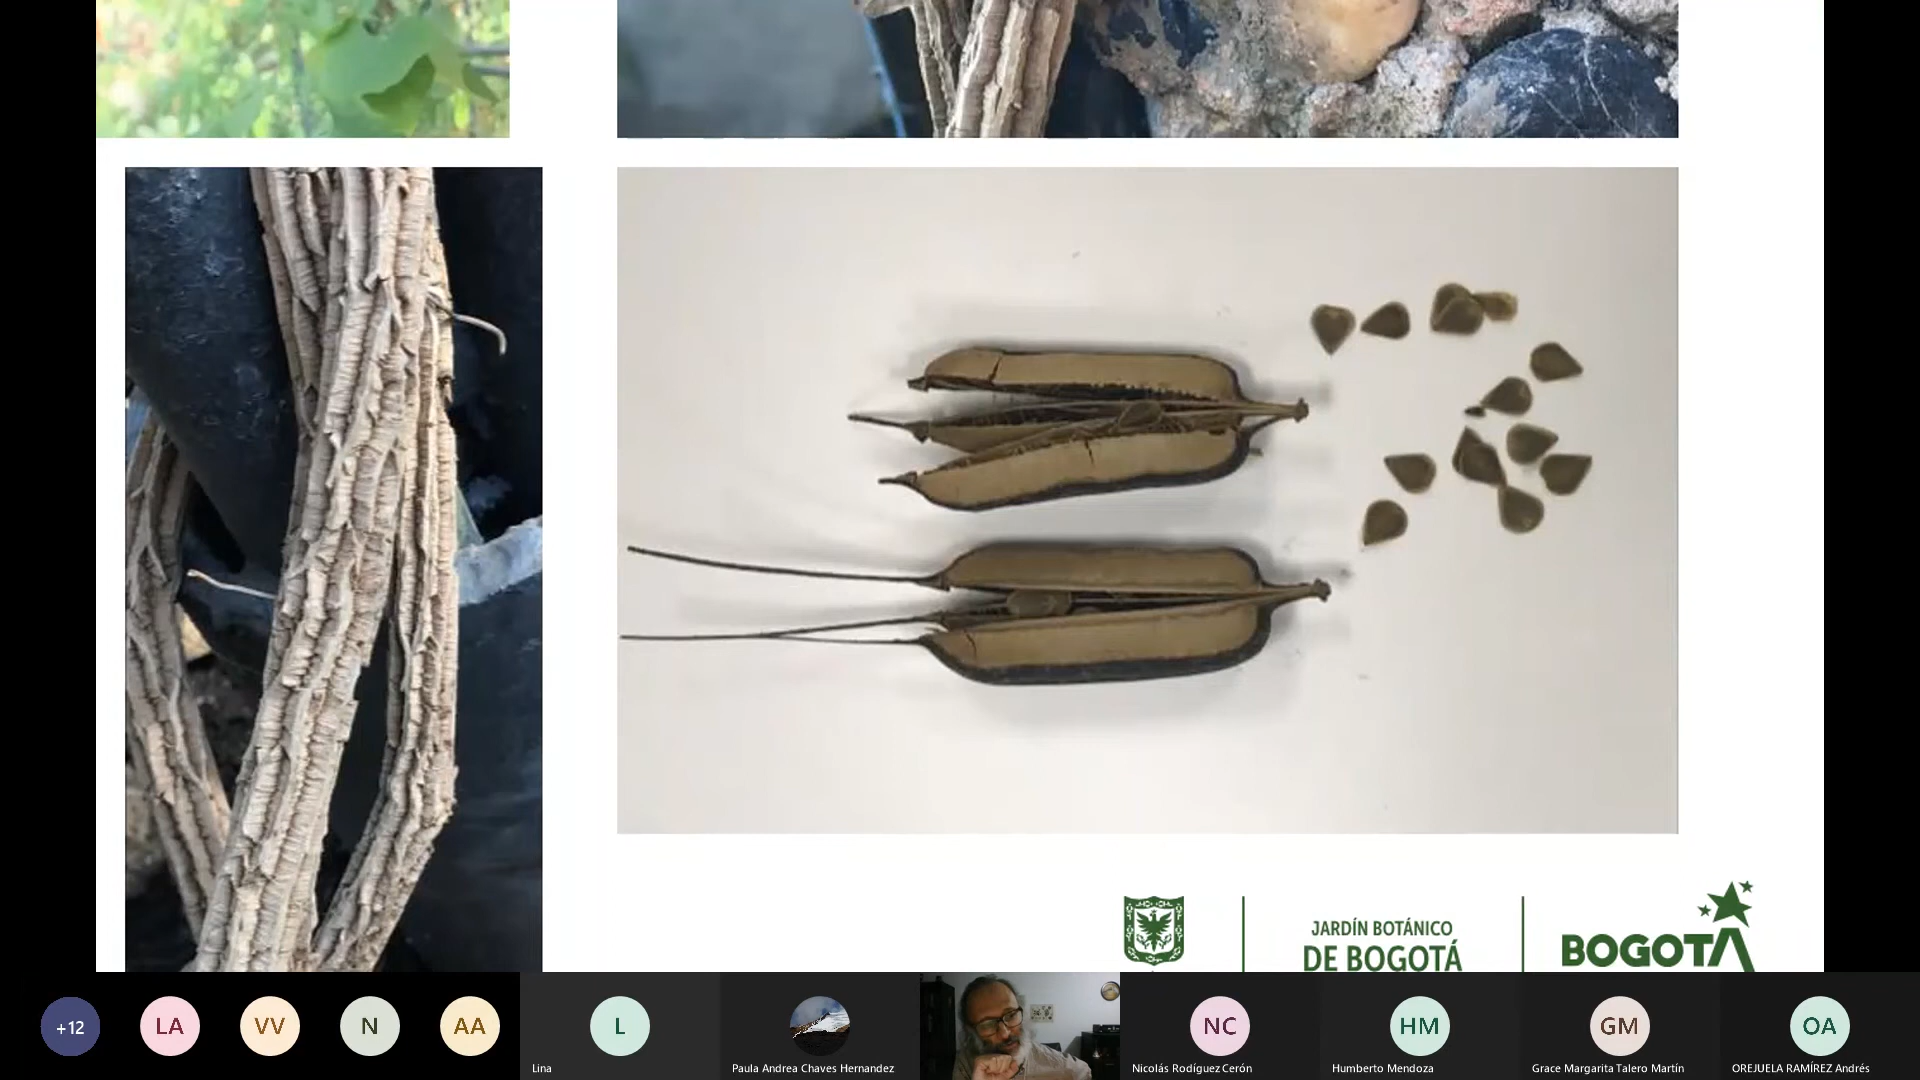 JARDÍN BOTÁNICO
DE BOGOTÁ
BOGOTÁ
+12
LA
VV
N
AA
L
NC
HM
GM
OA
Lina
Paula Andrea Chaves Hernandez
Nicolás Rodíguez Cerón
Humberto Mendoza
Grace Margarita Talero Martín
OREJUELA RAMÍREZ Andrés